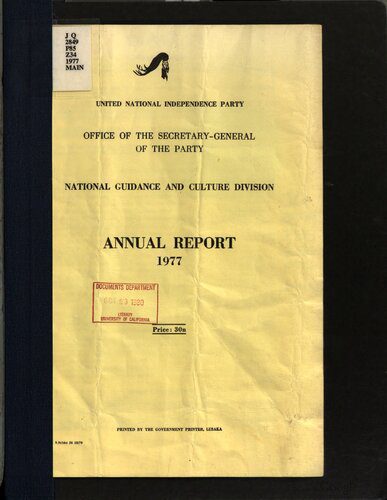 J Q
2849
P85
Z34
1977
MAIN
UNITED NATIONAL INDEPENDENCE PARTY
OFFICE OF THE SECRETARY-GENERAL
OF THE PARTY
NATIONAL GUIDANCE AND CULTURE DIVISION
ANNUAL REPORT
1977
DOCUMENTS DEPARTMENT
1980
LIBRARY
UNIVERSITY OF CALIFORNIA
Price: 30n
PRINTED BY THE GOVERNMENT PRINTER, LUSAKA